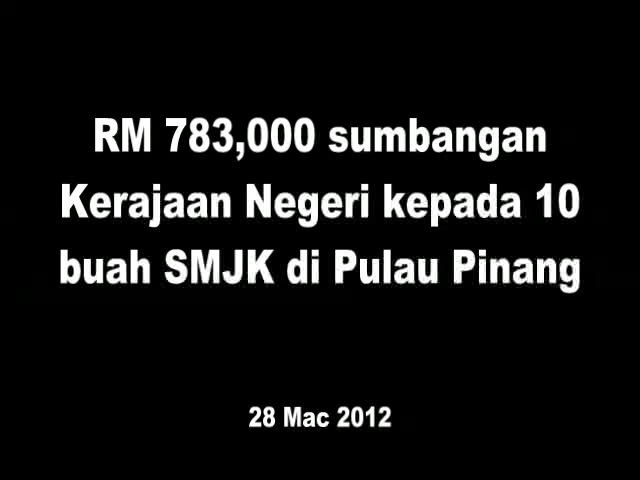 RM 783,000 sumbangan
Kerajaan Negeri kepada 10
buah SMJK di Pulau Pinang
28 Mac 2012